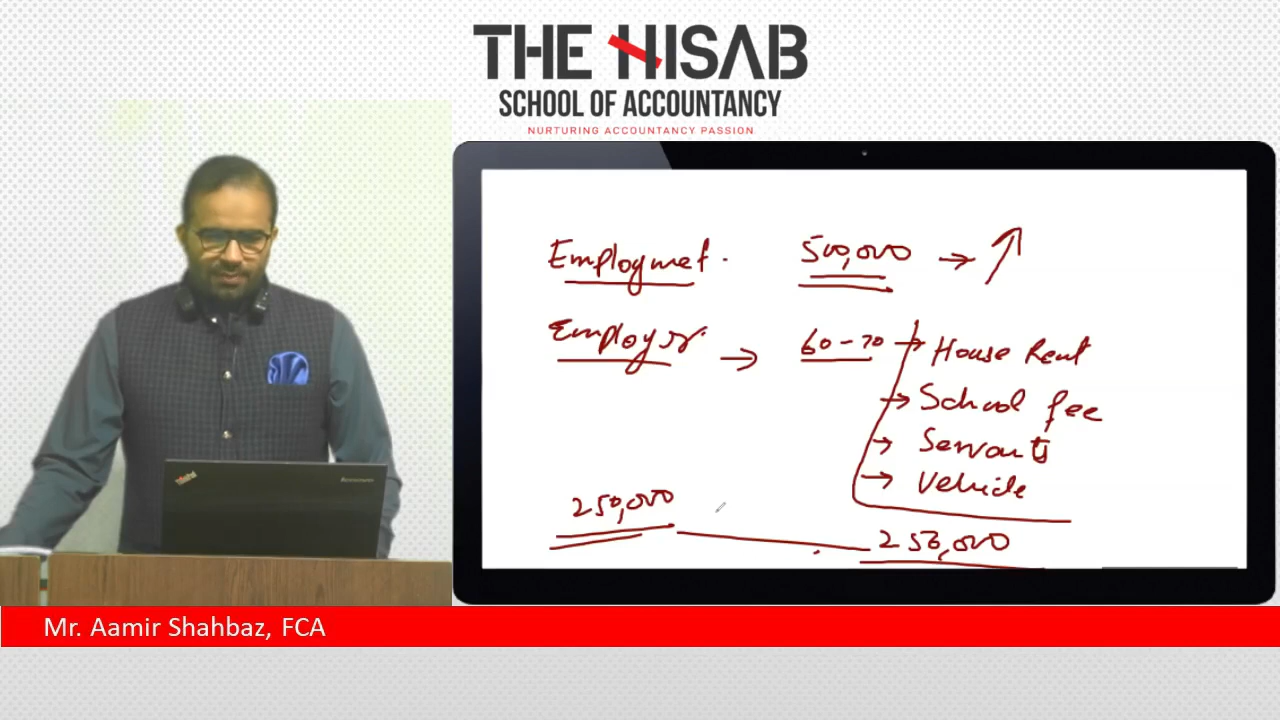 THE HISAB
SCHOOL OF ACCOUNTANCY
NURTURING ACCOUNTANCY PASSION
Employmet. 500,000 →
Employer. → 60-70 → House Rent
→ School fee
→ Servants
→ Vehicle
250,000
250,000
Lenovo
Mr. Aamir Shahbaz, FCA